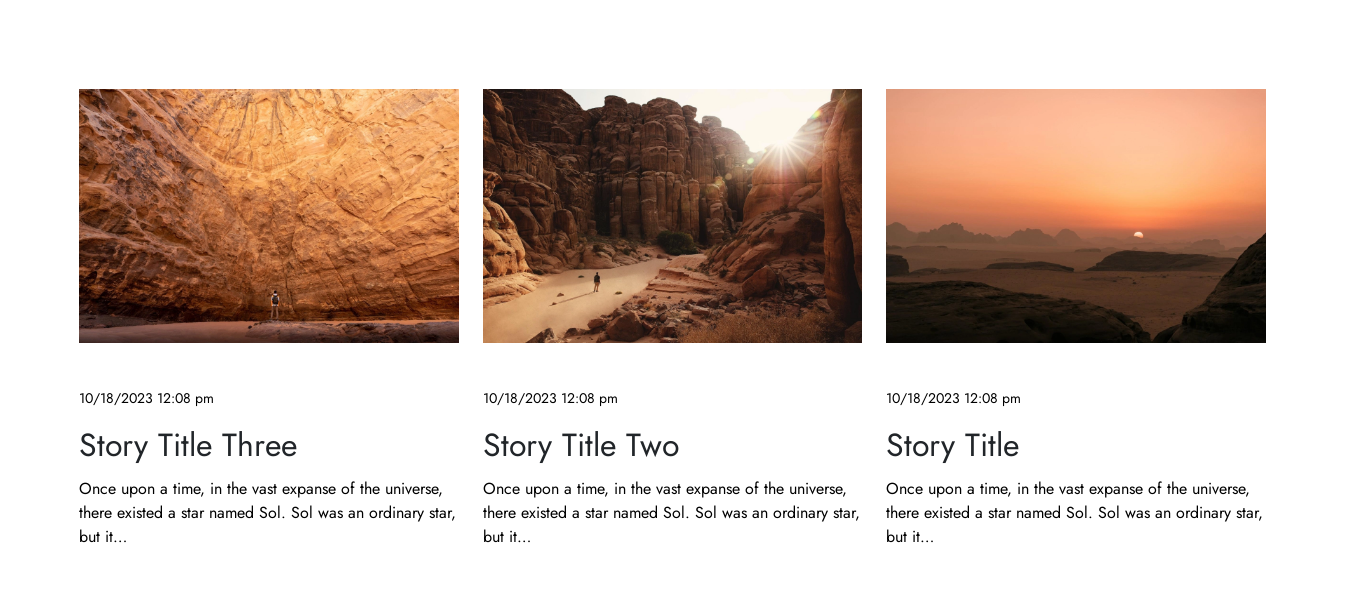 10/18/2023 12:08 pm
Story Title Three
Once upon a time, in the vast expanse of the universe,
there existed a star named Sol. Sol was an ordinary star,
but it...
10/18/2023 12:08 pm
Story Title Two
Once upon a time, in the vast expanse of the universe,
there existed a star named Sol. Sol was an ordinary star,
but it...
10/18/2023 12:08 pm
Story Title
Once upon a time, in the vast expanse of the universe,
there existed a star named Sol. Sol was an ordinary star,
but it...